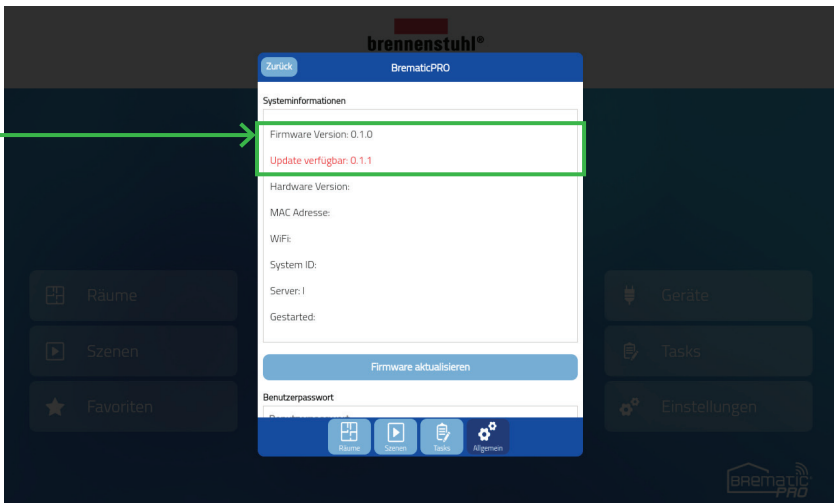 brennenstuhl®
Zurück
BrematicPRO
Systeminformationen
Firmware Version: 0.1.0
Update verfügbar: 0.1.1
Hardware Version:
MAC Adresse:
WiFi:
System ID:
Server: l
Gestarted:
Firmware aktualisieren
Benutzerpasswort
Räume
Szenen
Favoriten
Geräte
Tasks
Einstellungen
Räume
Szenen
Tasks
Allgemein
Brematic
PRO